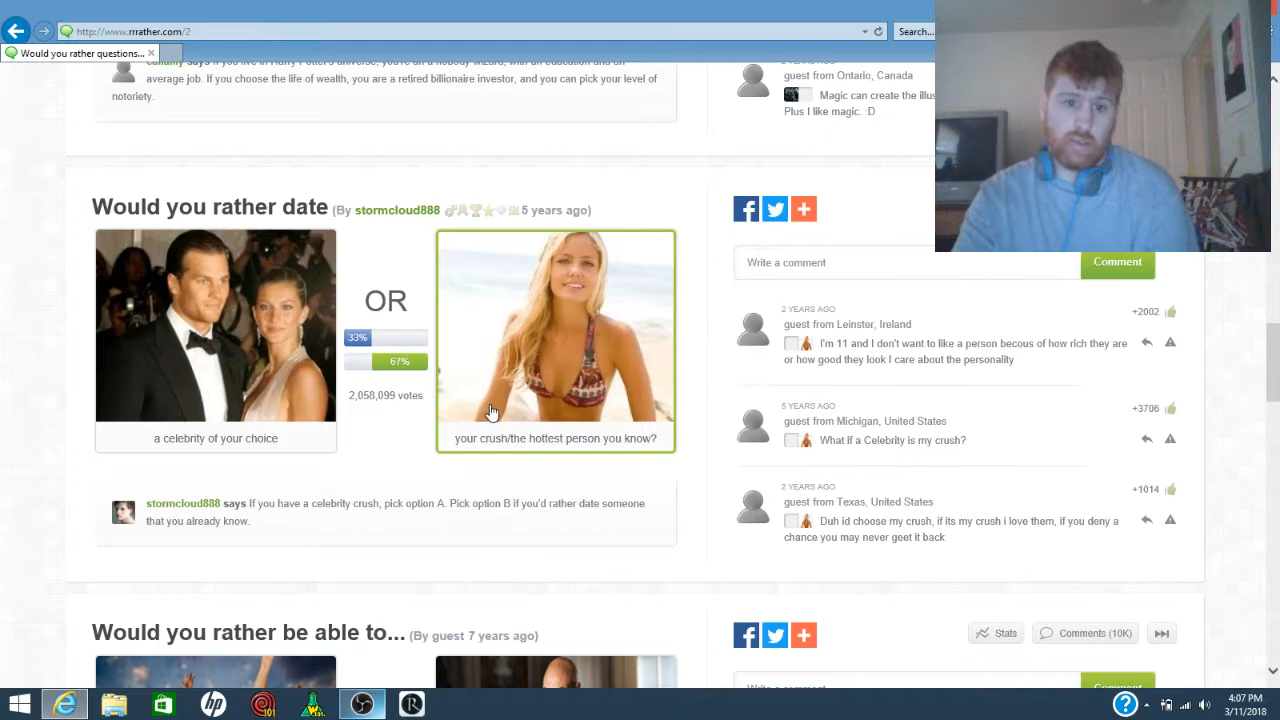 http://www.rrrather.com/2
Search...
Would you rather questions...
average job. If you choose the life of wealth, you are a retired billionaire investor, and you can pick your level of
notoriety.
guest from Ontario, Canada
Magic can create the illus
Plus I like magic. :D
Would you rather date (By stormcloud888 5 years ago)
OR
33%
67%
2,058,099 votes
a celebrity of your choice
your crush/the hottest person you know?
stormcloud888 says If you have a celebrity crush, pick option A. Pick option B if you'd rather date someone
that you already know.
Write a comment
Comment
2 YEARS AGO
+2002
guest from Leinster, Ireland
I'm 11 and I don't want to like a person becous of how rich they are
or how good they look I care about the personality
5 YEARS AGO
+3706
guest from Michigan, United States
What if a Celebrity is my crush?
2 YEARS AGO
+1014
guest from Texas, United States
Duh id choose my crush, if its my crush i love them, if you deny a
chance you may never geet it back
Would you rather be able to... (By guest 7 years ago)
Stats
Comments (10K)
Write a comment
Comment
hp
101
W101
R
4:07 PM
3/11/2018